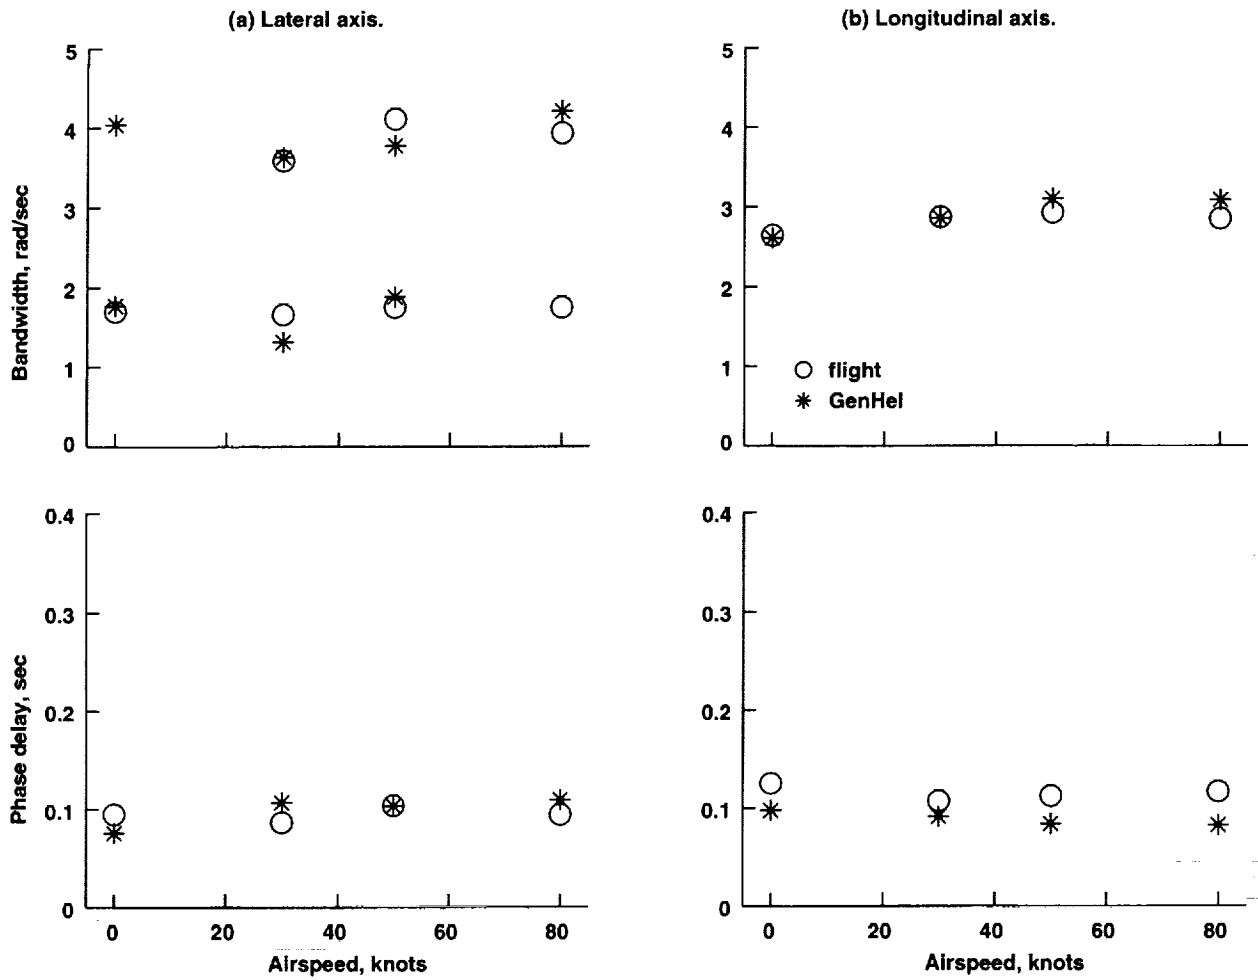 (a) Lateral axis.
5
4
3
2
1
0
Bandwidth, rad/sec
(b) Longitudinal axis.
5
4
3
2
1
0
flight
GenHel
0.4
0.3
0.2
0.1
0
Phase delay, sec
0 20 40 60 80
Airspeed, knots
0.4
0.3
0.2
0.1
0
0 20 40 60 80
Airspeed, knots